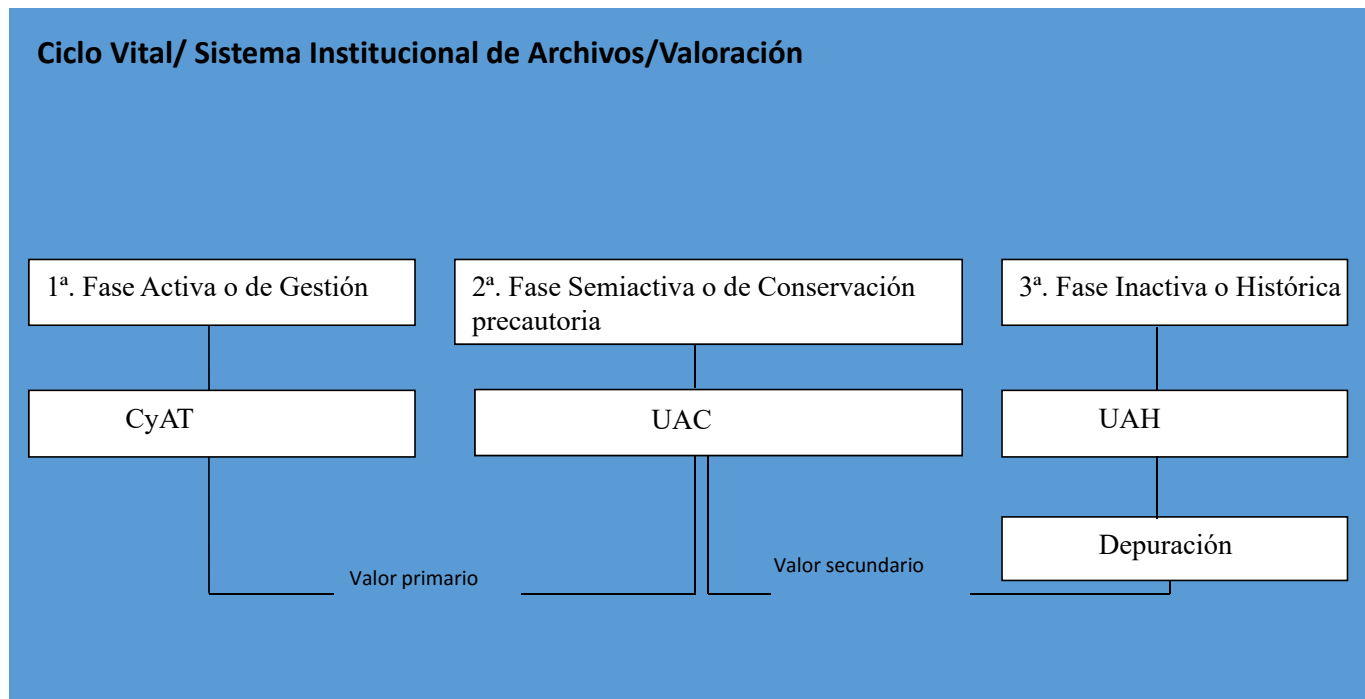 Ciclo Vital/ Sistema Institucional de Archivos/Valoración
1ª. Fase Activa o de Gestión
2ª. Fase Semiactiva o de Conservación
precautoria
3ª. Fase Inactiva o Histórica
CyAT
UAC
UAH
Depuración
Valor primario
Valor secundario